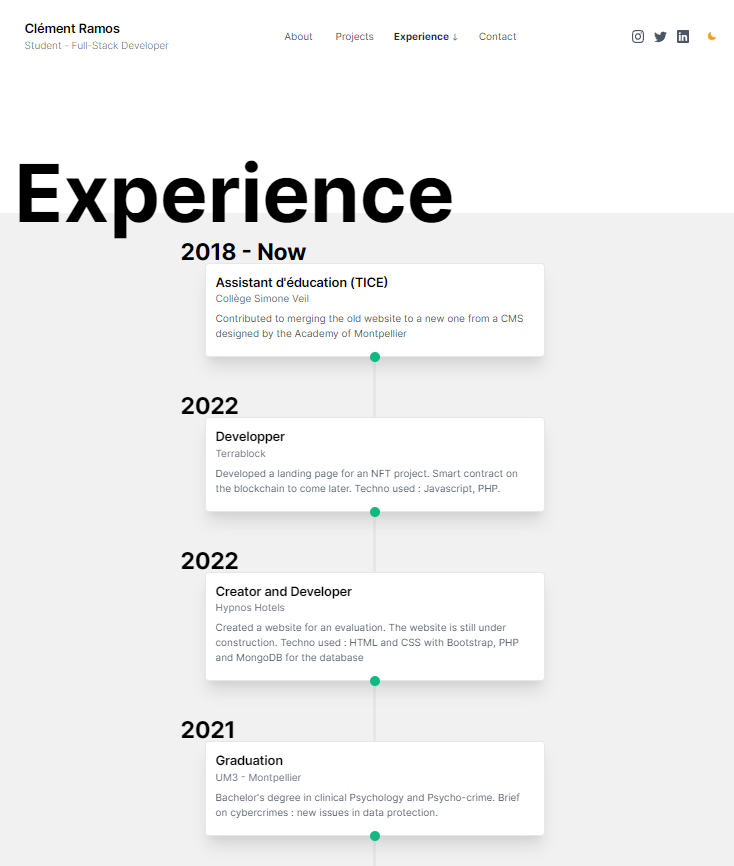 Clément Ramos
Student - Full-Stack Developer
About Projects Experience ↓ Contact
Experience
2018 - Now
Assistant d'éducation (TICE)
Collège Simone Veil
Contributed to merging the old website to a new one from a CMS
designed by the Academy of Montpellier
2022
Developper
Terrablock
Developed a landing page for an NFT project. Smart contract on
the blockchain to come later. Techno used : Javascript, PHP.
2022
Creator and Developer
Hypnos Hotels
Created a website for an evaluation. The website is still under
construction. Techno used : HTML and CSS with Bootstrap, PHP
and MongoDB for the database
2021
Graduation
UM3 - Montpellier
Bachelor's degree in clinical Psychology and Psycho-crime. Brief
on cybercrimes : new issues in data protection.